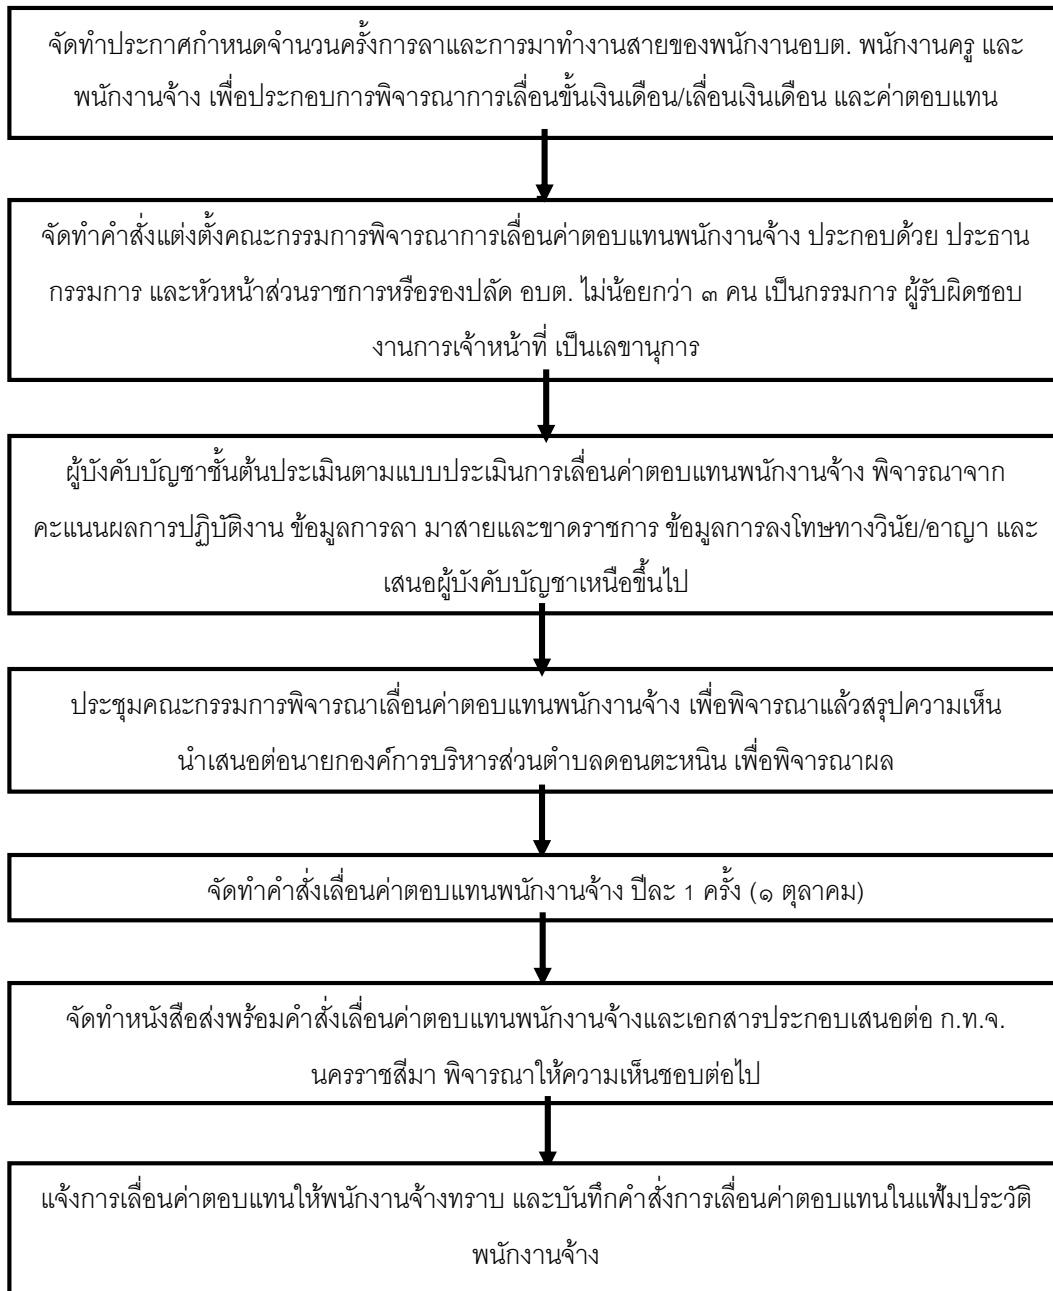 จัดทำประกาศกำหนดจำนวนครั้งการลาและการมาทำงานสายของพนักงานอบต. พนักงานครู และ
พนักงานจ้าง เพื่อประกอบการพิจารณาการเลื่อนขั้นเงินเดือน/เลื่อนเงินเดือน และค่าตอบแทน
จัดทำคำสั่งแต่งตั้งคณะกรรมการพิจารณาการเลื่อนค่าตอบแทนพนักงานจ้าง ประกอบด้วย ประธาน
กรรมการ และหัวหน้าส่วนราชการหรือรองปลัด อบต. ไม่น้อยกว่า ๓ คน เป็นกรรมการ ผู้รับผิดชอบ
งานการเจ้าหน้าที่ เป็นเลขานุการ
ผู้บังคับบัญชาชั้นต้นประเมินตามแบบประเมินการเลื่อนค่าตอบแทนพนักงานจ้าง พิจารณาจาก
คะแนนผลการปฏิบัติงาน ข้อมูลการลา มาสายและขาดราชการ ข้อมูลการลงโทษทางวินัย/อาญา และ
เสนอผู้บังคับบัญชาเหนือขึ้นไป
ประชุมคณะกรรมการพิจารณาเลื่อนค่าตอบแทนพนักงานจ้าง เพื่อพิจารณาแล้วสรุปความเห็น
นำเสนอต่อนายกองค์การบริหารส่วนตำบลดอนตะหนิน เพื่อพิจารณาผล
จัดทำคำสั่งเลื่อนค่าตอบแทนพนักงานจ้าง ปีละ 1 ครั้ง (๑ ตุลาคม)
จัดทำหนังสือส่งพร้อมคำสั่งเลื่อนค่าตอบแทนพนักงานจ้างและเอกสารประกอบเสนอต่อ ก.ท.จ.
นครราชสีมา พิจารณาให้ความเห็นชอบต่อไป
แจ้งการเลื่อนค่าตอบแทนให้พนักงานจ้างทราบ และบันทึกคำสั่งการเลื่อนค่าตอบแทนในแฟ้มประวัติ
พนักงานจ้าง